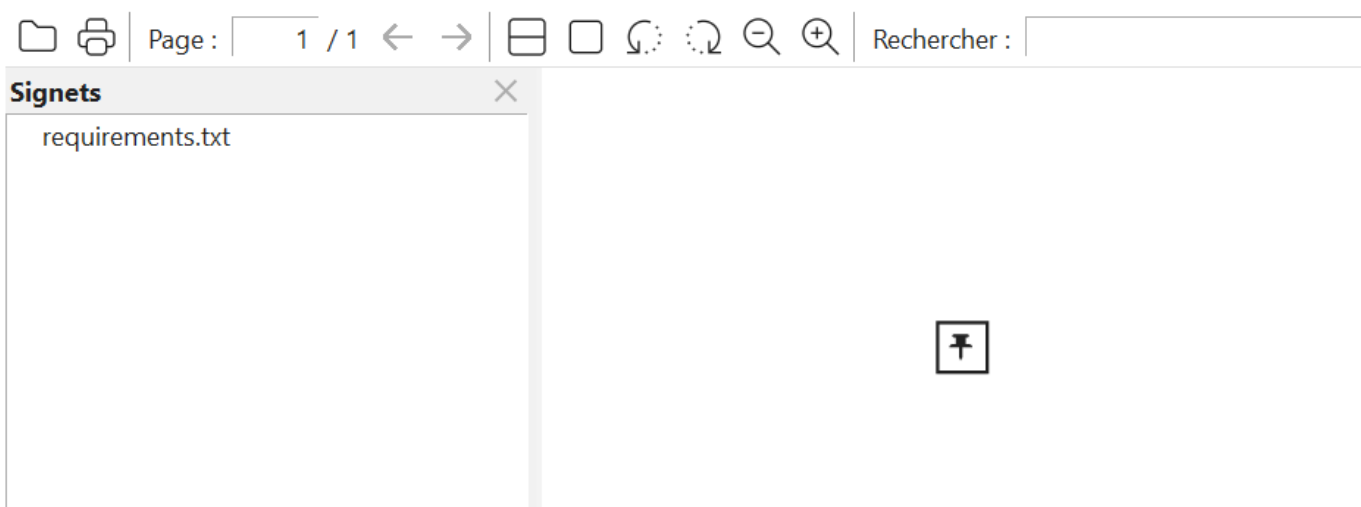 Page : 1 / 1 Rechercher :
Signets
requirements.txt